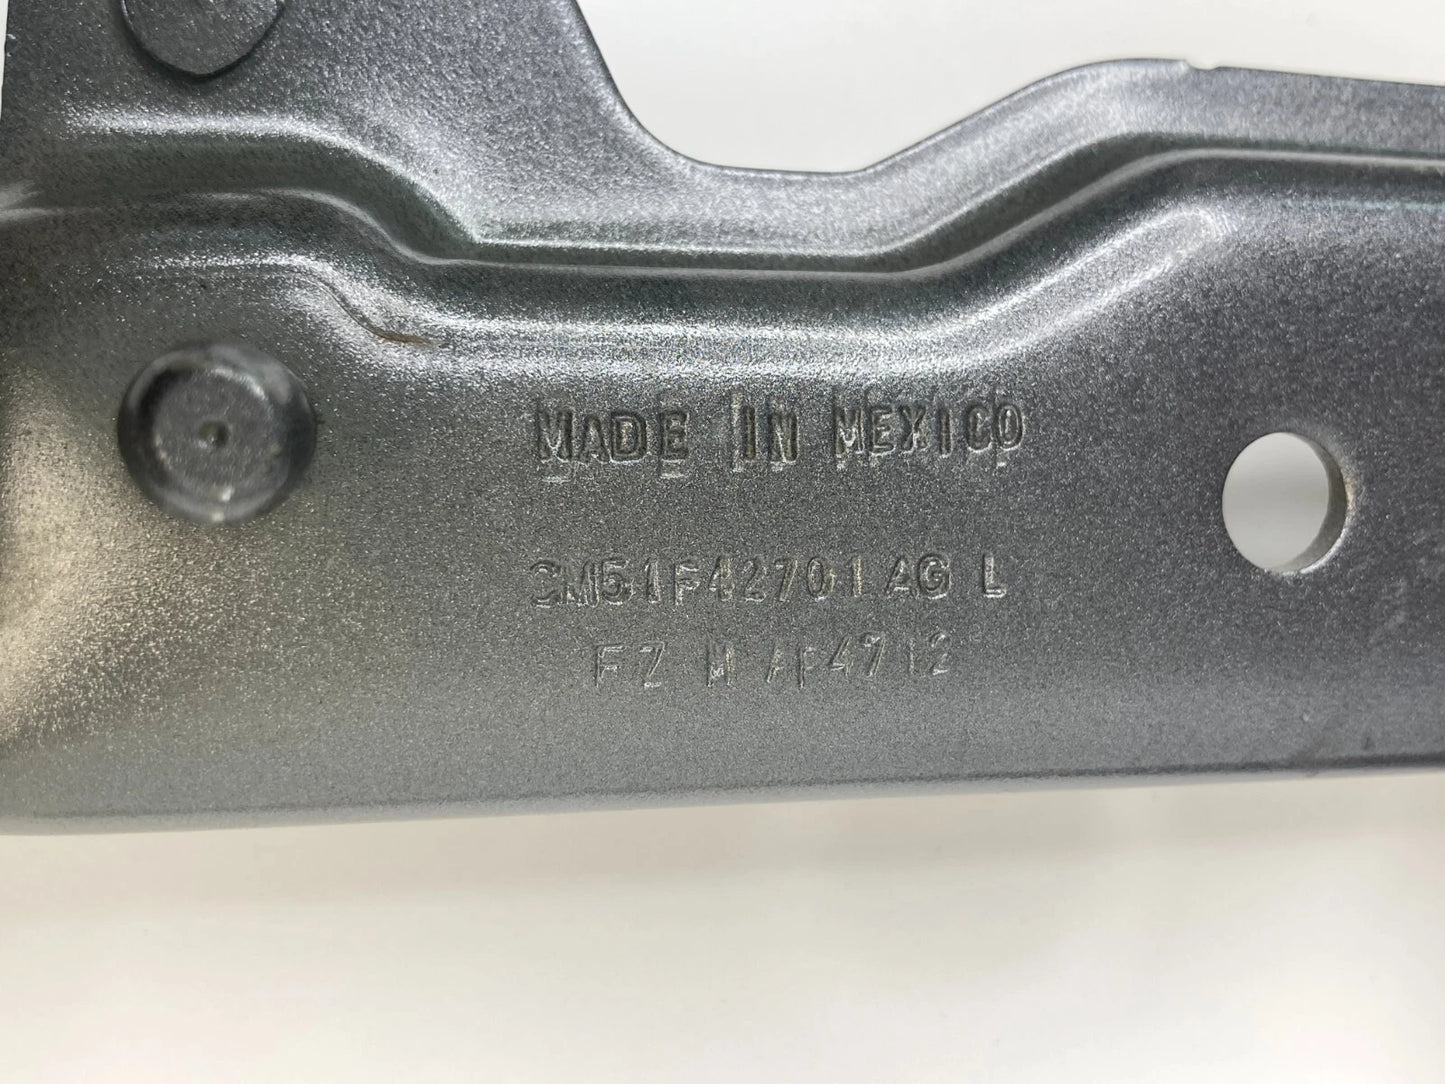 MADE IN MEXICO
CM51F42701AG L
FZ M AP4712